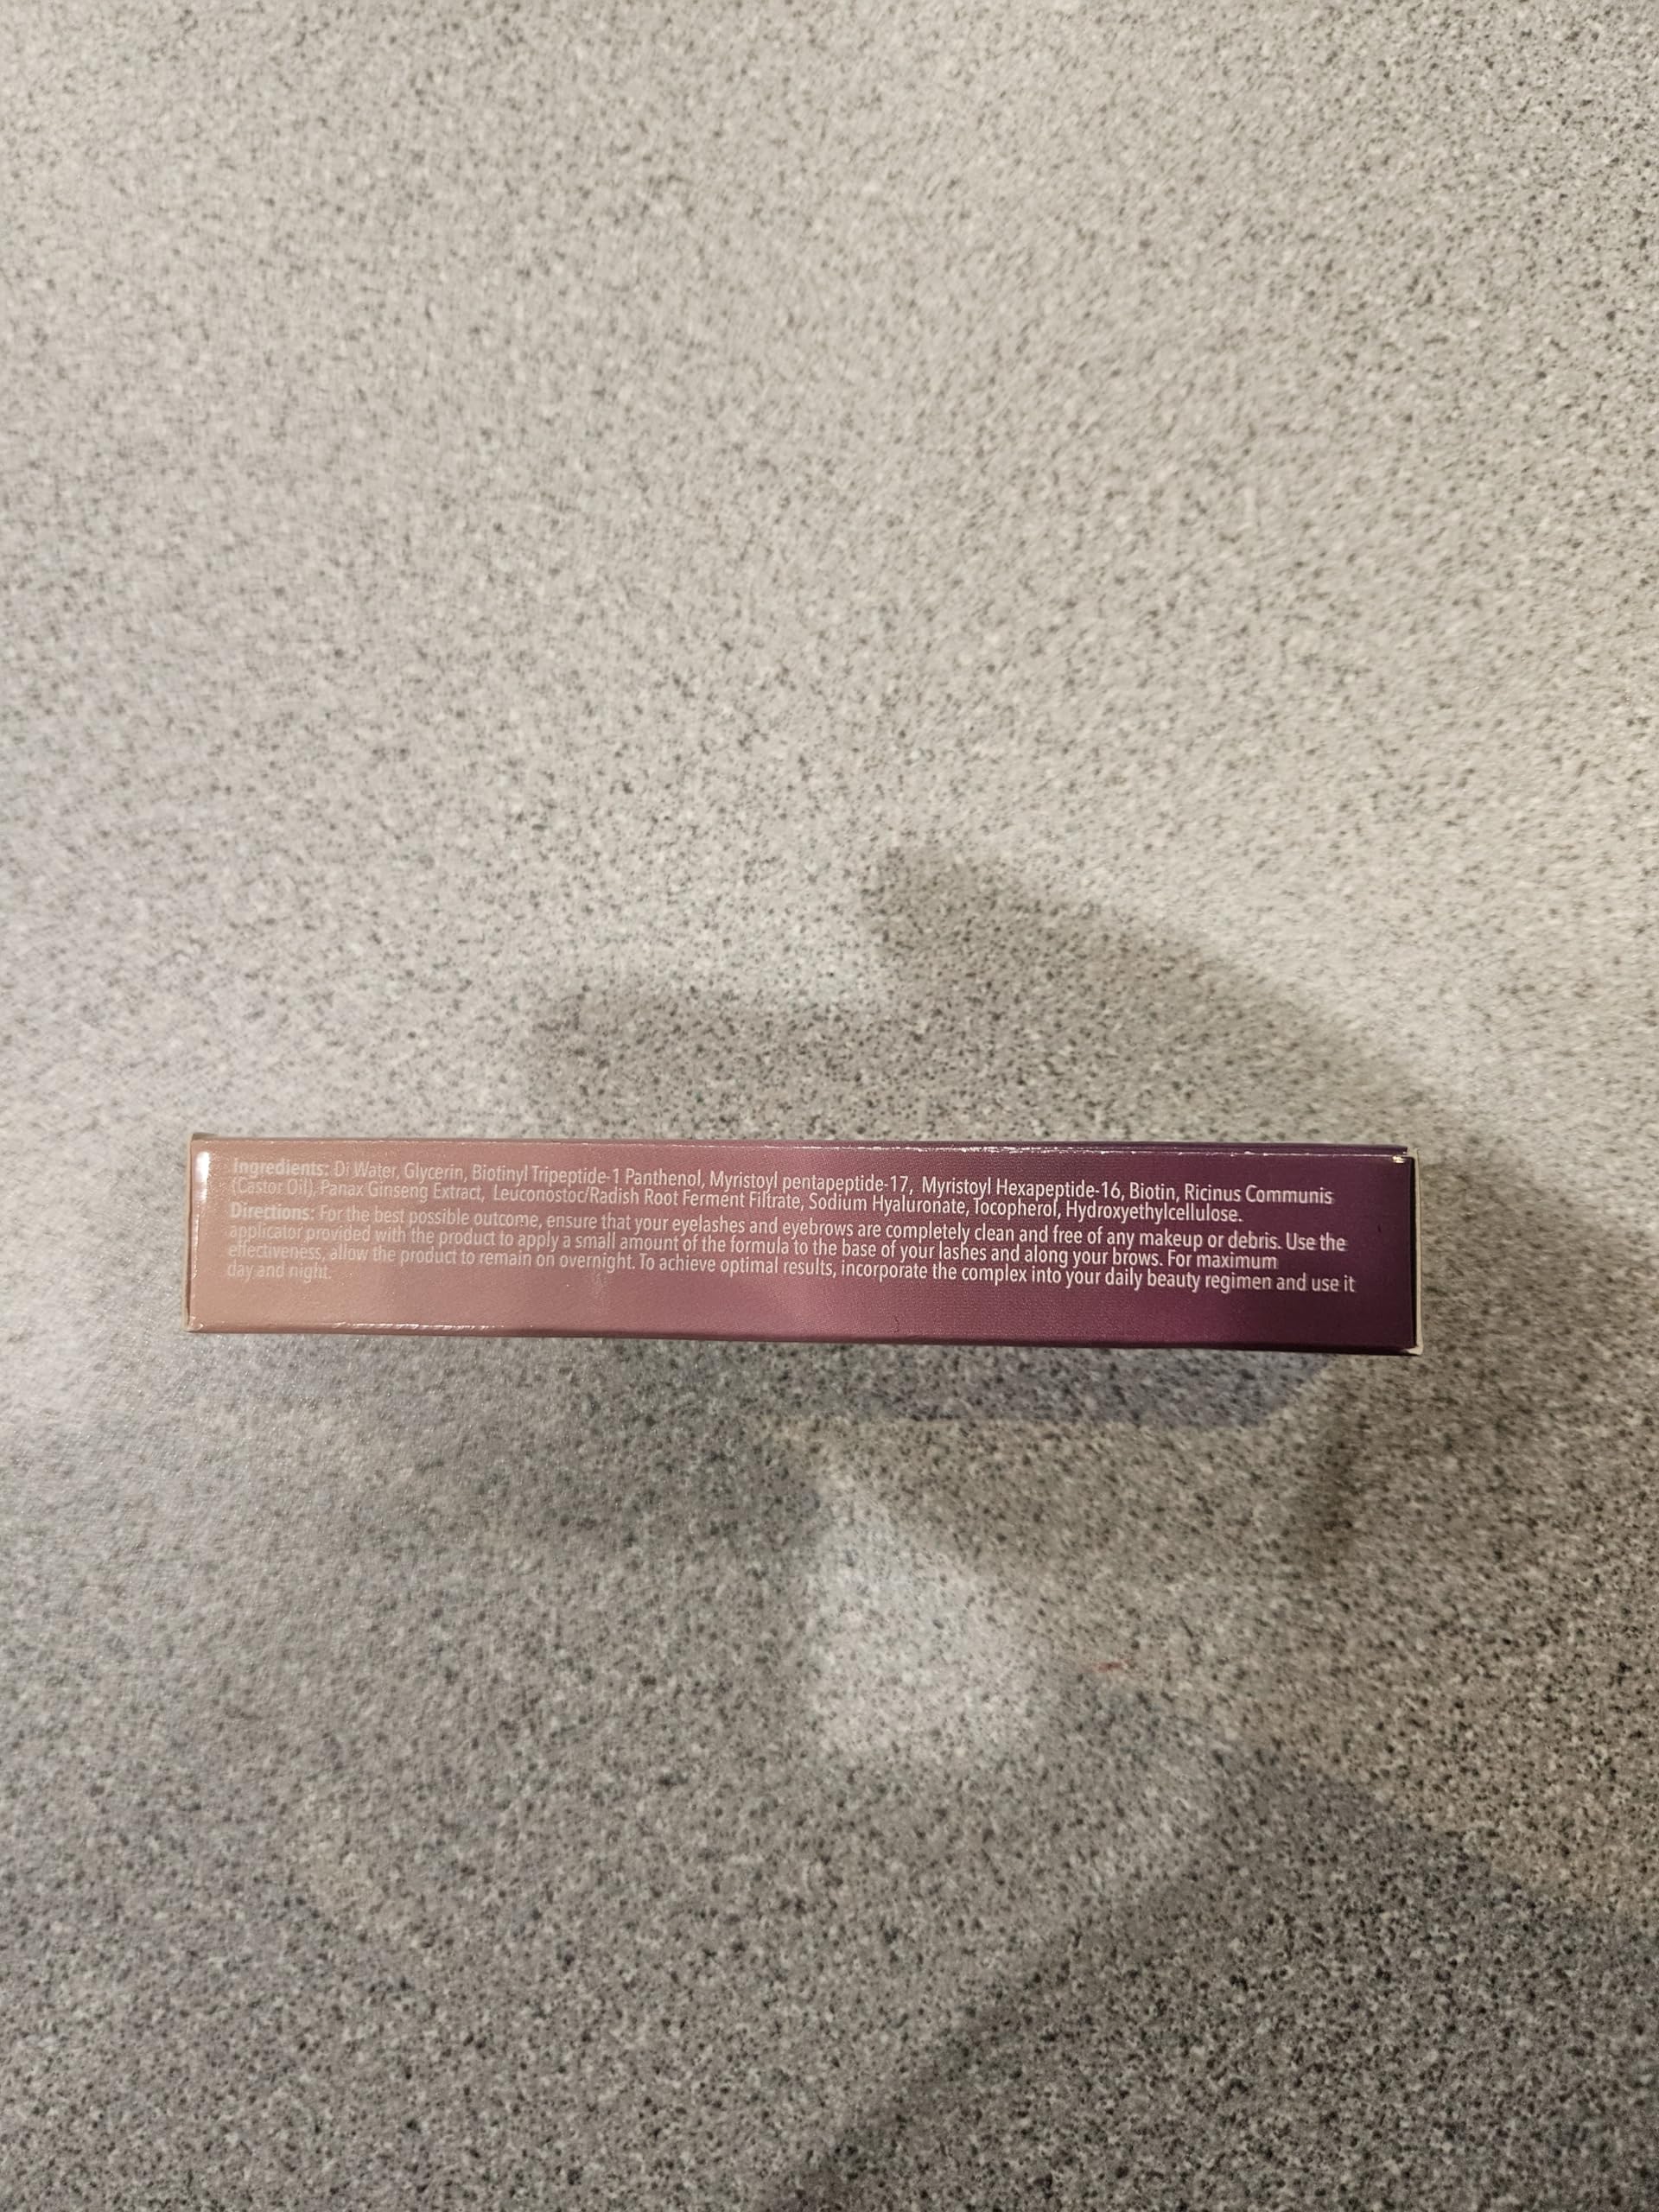 Ingredients: Di Water, Glycerin, Biotinyl Tripeptide-1 Panthenol, Myristoyl pentapeptide-17, Myristoyl Hexapeptide-16, Biotin, Ricinus Communis
(Castor Oil), Panax Ginseng Extract, Leuconostoc/Radish Root Ferment Filtrate, Sodium Hyaluronate, Tocopherol, Hydroxyethylcellulose.
Directions: For the best possible outcome, ensure that your eyelashes and eyebrows are completely clean and free of any makeup or debris. Use the
applicator provided with the product to apply a small amount of the formula to the base of your lashes and along your brows. For maximum
effectiveness, allow the product to remain on overnight. To achieve optimal results, incorporate the complex into your daily beauty regimen and use it
day and night.